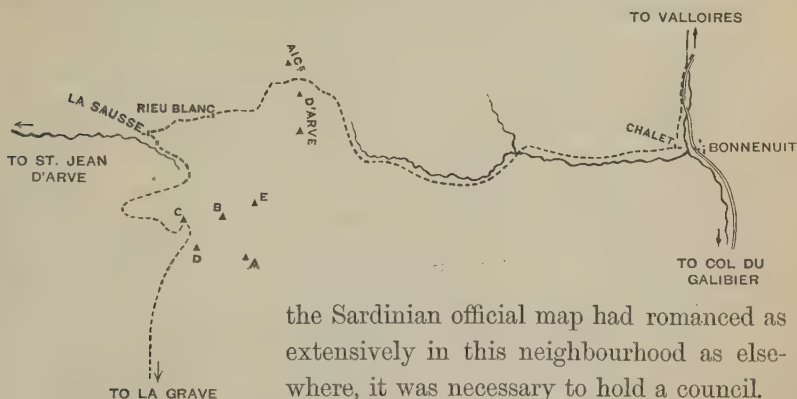 TO VALLOIRES
AIGs
D'ARVE
RIEU BLANC
LA SAUSSE
TO ST. JEAN
D'ARVE
CHALET
BONNENUIT
E
B
C
D
A
TO COL DU
GALIBIER
TO LA GRAVE
the Sardinian official map had romanced as
extensively in this neighbourhood as else-
where, it was necessary to hold a council.